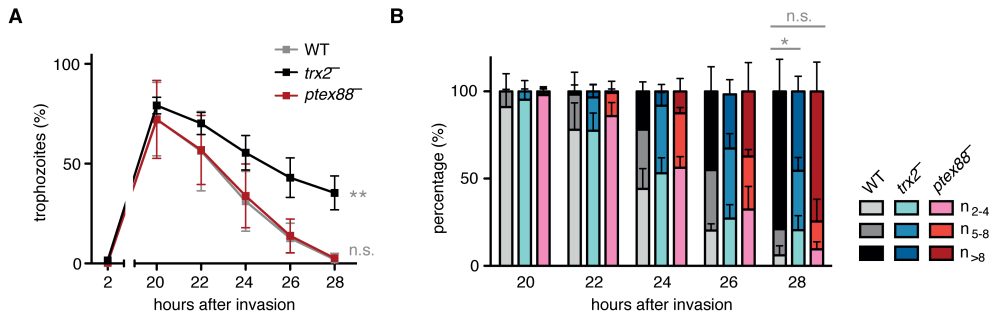 A
WT
trx2⁻
ptex88⁻
trophozoites (%)
100
50
0
**
n.s.
2 20 22 24 26 28
hours after invasion
B
n.s.
*
percentage (%)
100
50
0
20 22 24 26 28
hours after invasion
WT trx2⁻ ptex88⁻
n2-4
n5-8
n>8